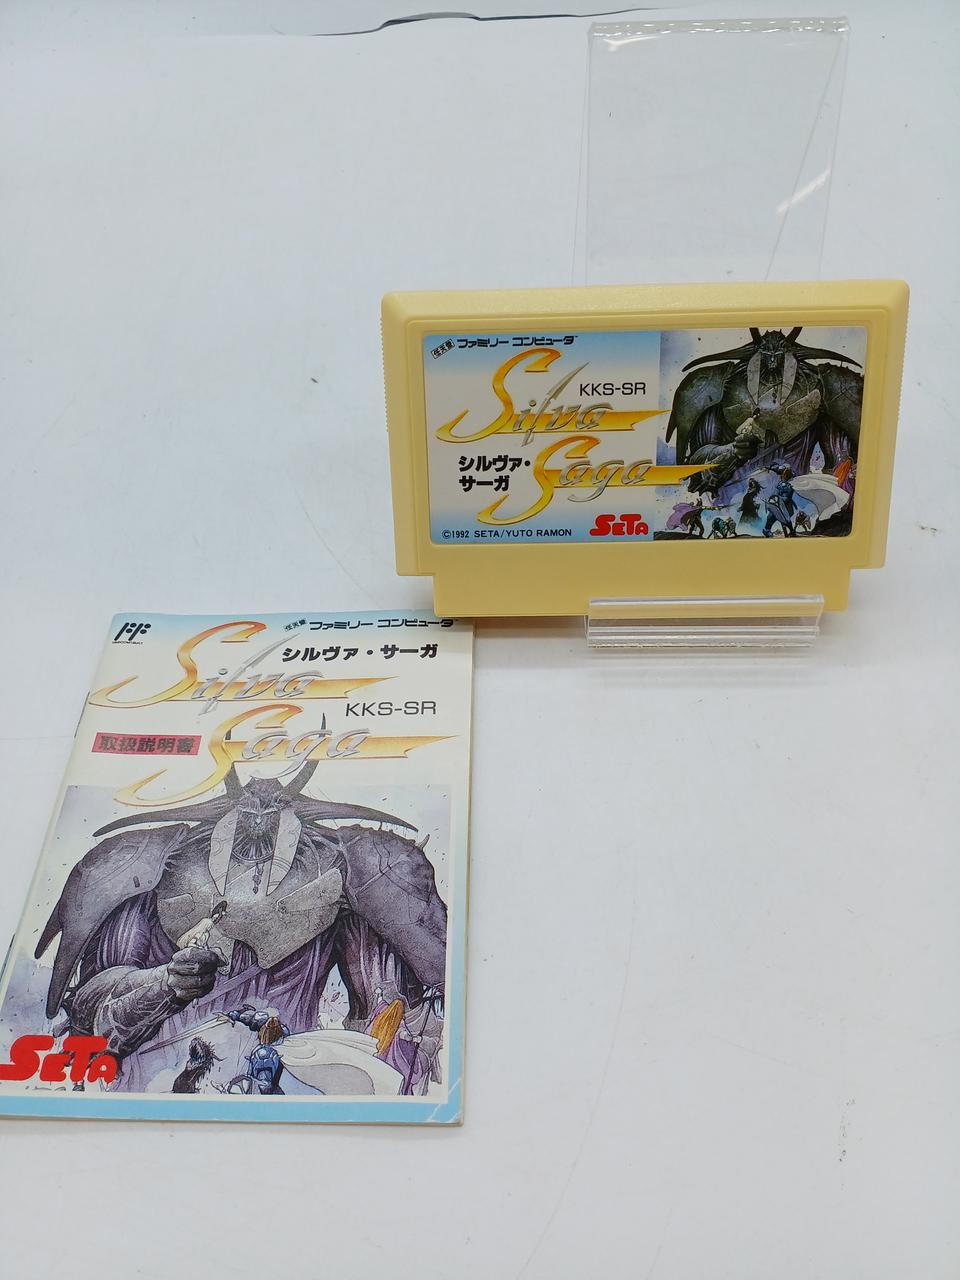 任天堂 ファミリー コンピュータ
Silva
KKS-SR
シルヴァ・
サーガ
Saga
©1992 SETA/YUTO RAMON
SETA
任天堂 ファミリー コンピュータ
Silva
シルヴァ・サーガ
KKS-SR
取扱説明書
Saga
SETA